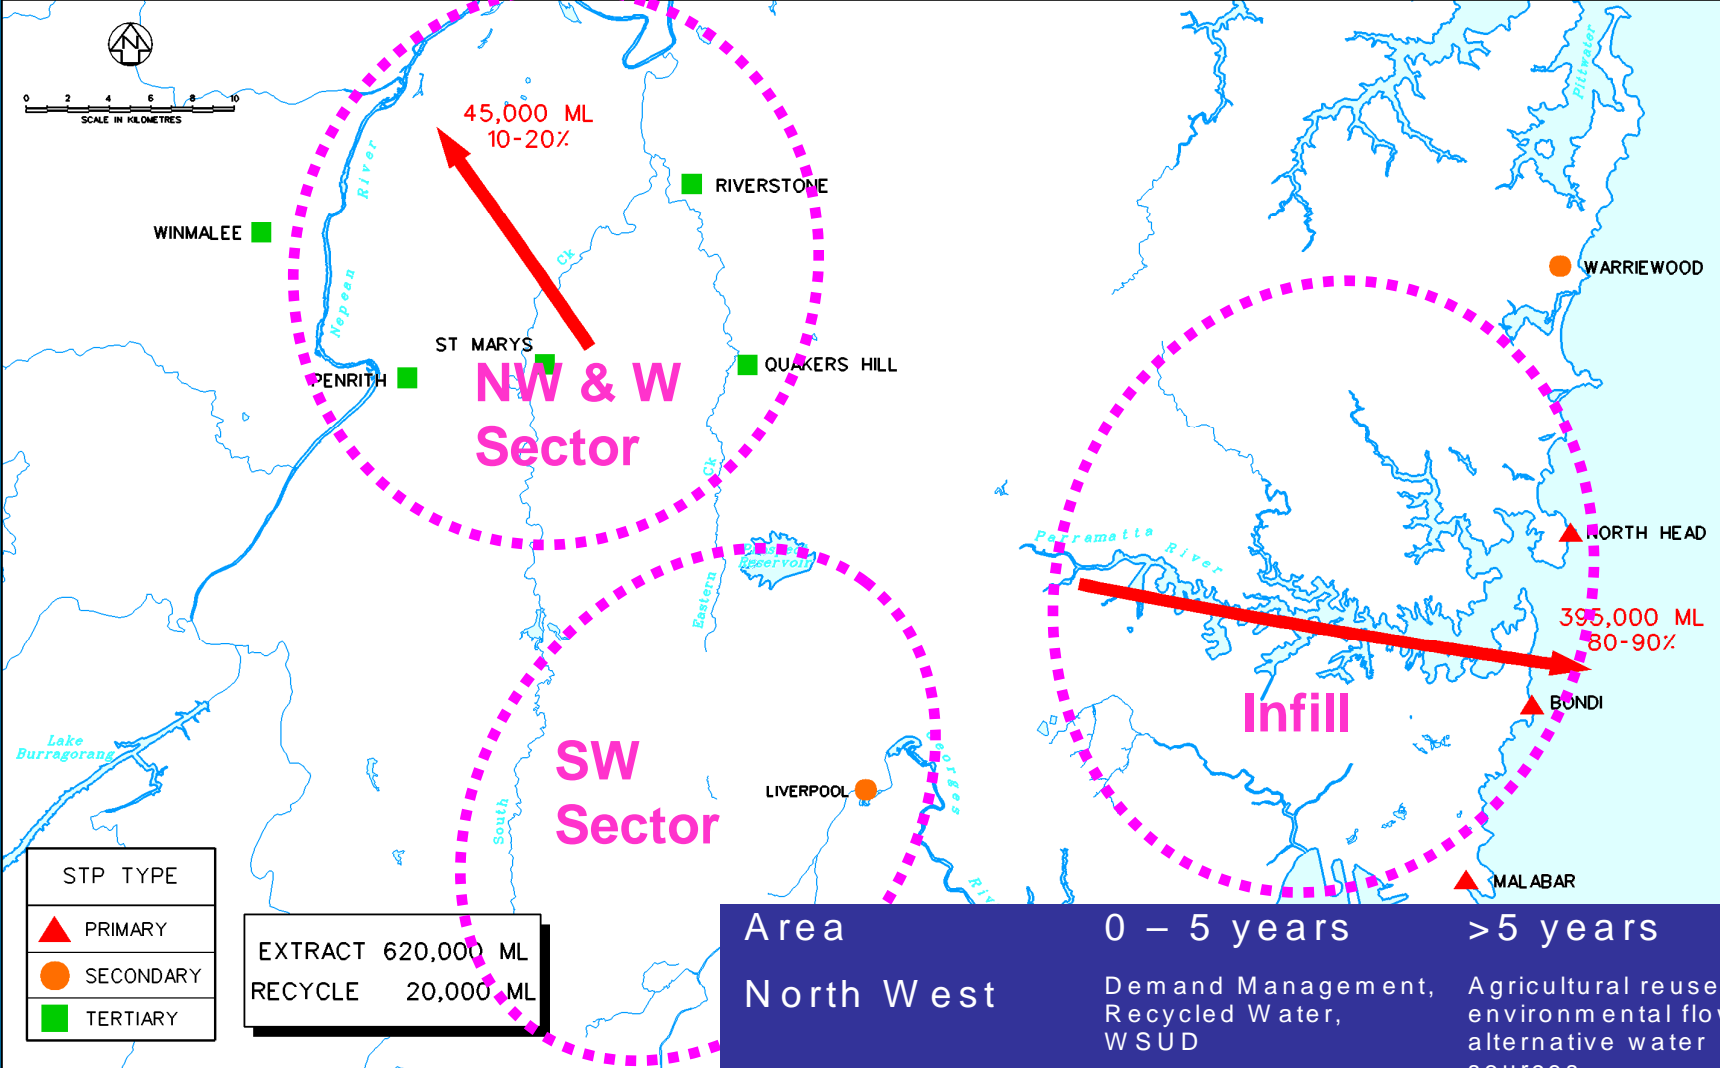 N
0 2 4 6 8 10
SCALE IN KILOMETRES
45,000 ML
10-20%
Pittwater
River
RIVERSTONE
WINMALEE
Ck
WARRIEWOOD
Nepean
ST MARYS
QUAKERS HILL
PENRITH
NW & W
Sector
Ck
Parramatta River
NORTH HEAD
Prospect
Reservoir
Eastern
395,000 ML
80-90%
BONDI
Infill
Lake
Burragorang
SW
Sector
Georges
LIVERPOOL
South
MALABAR
STP TYPE
PRIMARY
SECONDARY
TERTIARY
EXTRACT 620,000 ML
RECYCLE 20,000 ML
Area 0 – 5 years >5 years
North West
Demand Management,
Recycled Water,
WSUD
Agricultural reuse
environmental flow
alternative water